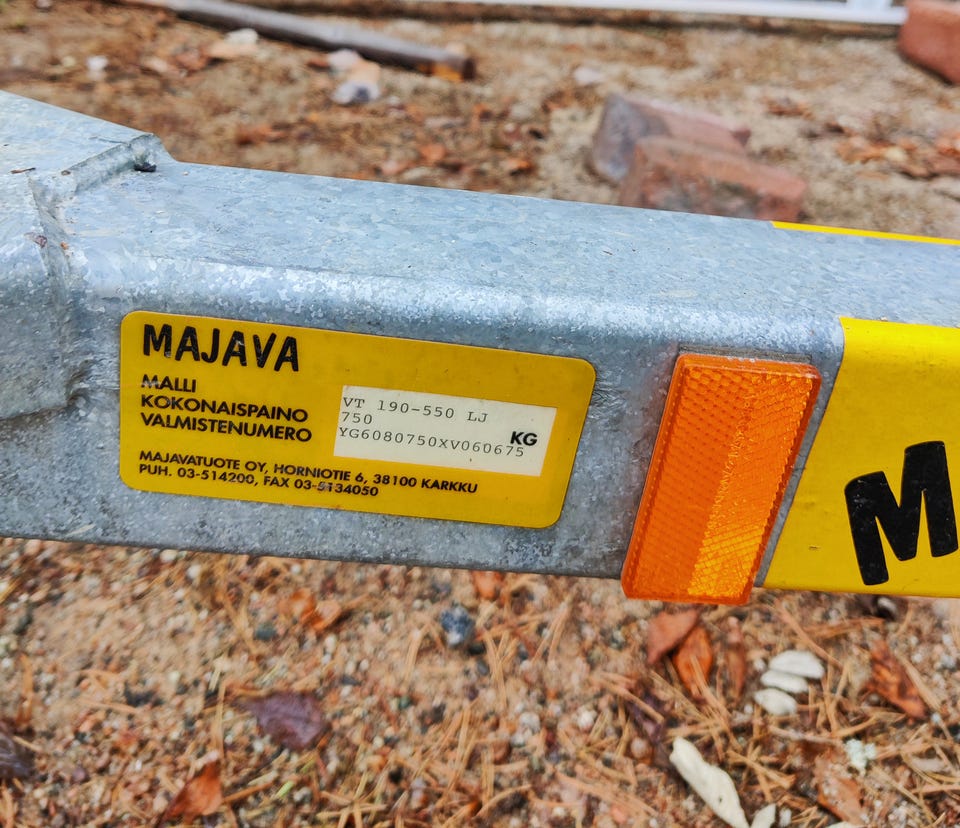 MAJAVA
MALLI
KOKONAISPAINO
VALMISTENUMERO
VT 190-550 LJ
750 KG
YG6080750XV060675
MAJAVATUOTE OY, HORNIOTIE 6, 38100 KARKKU
PUH. 03-514200, FAX 03-5134050
M